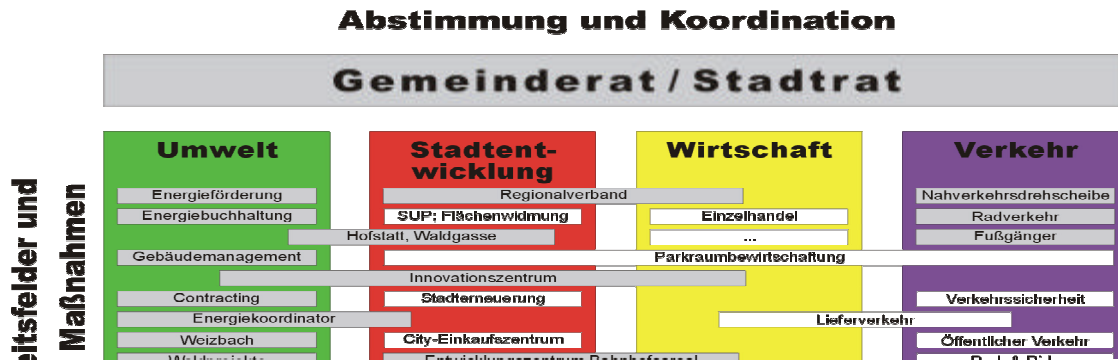 Abstimmung und Koordination
Gemeinderat / Stadtrat
Umwelt
Stadtent-
wicklung
Wirtschaft
Verkehr
Energieförderung
Regionalverband
Nahverkehrsdrehscheibe
Energiebuchhaltung
SUP; Flächenwidmung
Einzelhandel
Radverkehr
Hofstatt, Waldgasse
...
Fußgänger
Gebäudemanagement
Parkraumbewirtschaftung
Innovationszentrum
Contracting
Stadterneuerung
Verkehrssicherheit
Energiekoordinator
Lieferverkehr
Weizbach
City-Einkaufszentrum
Öffentlicher Verkehr
und
Maßnahmen